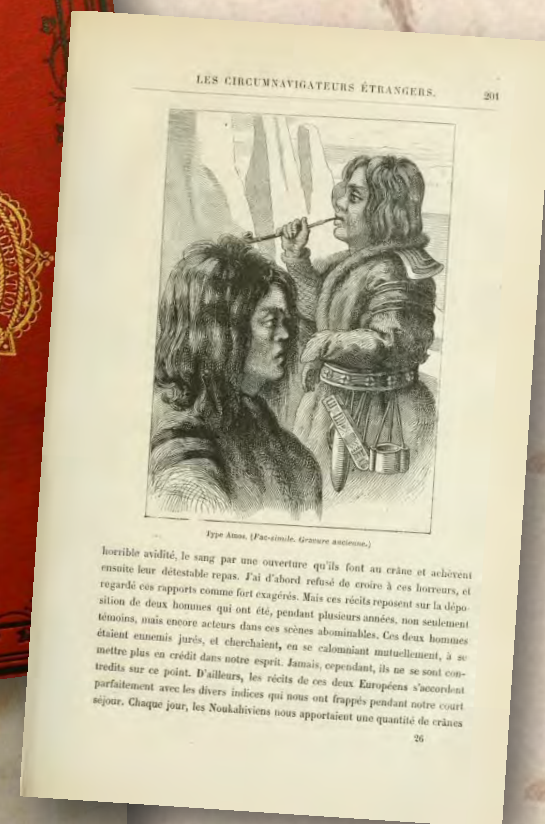 LES CIRCUMNAVIGATEURS ÉTRANGERS. 201
RÉCRÉATION
Type Aïnos. (Fac-simile. Gravure ancienne.)
horrible avidité, le sang par une ouverture qu'ils font au crâne et achèvent
ensuite leur détestable repas. J'ai d'abord refusé de croire à ces horreurs, et
regardé ces rapports comme fort exagérés. Mais ces récits reposent sur la dépo-
sition de deux hommes qui ont été, pendant plusieurs années, non seulement
témoins, mais encore acteurs dans ces scènes abominables. Ces deux hommes
étaient ennemis jurés, et cherchaient, en se calomniant mutuellement, à se
mettre plus en crédit dans notre esprit. Jamais, cependant, ils ne se sont con-
tredits sur ce point. D'ailleurs, les récits de ces deux Européens s'accordent
parfaitement avec les divers indices qui nous ont frappés pendant notre court
séjour. Chaque jour, les Noukahiviens nous apportaient une quantité de crânes
26